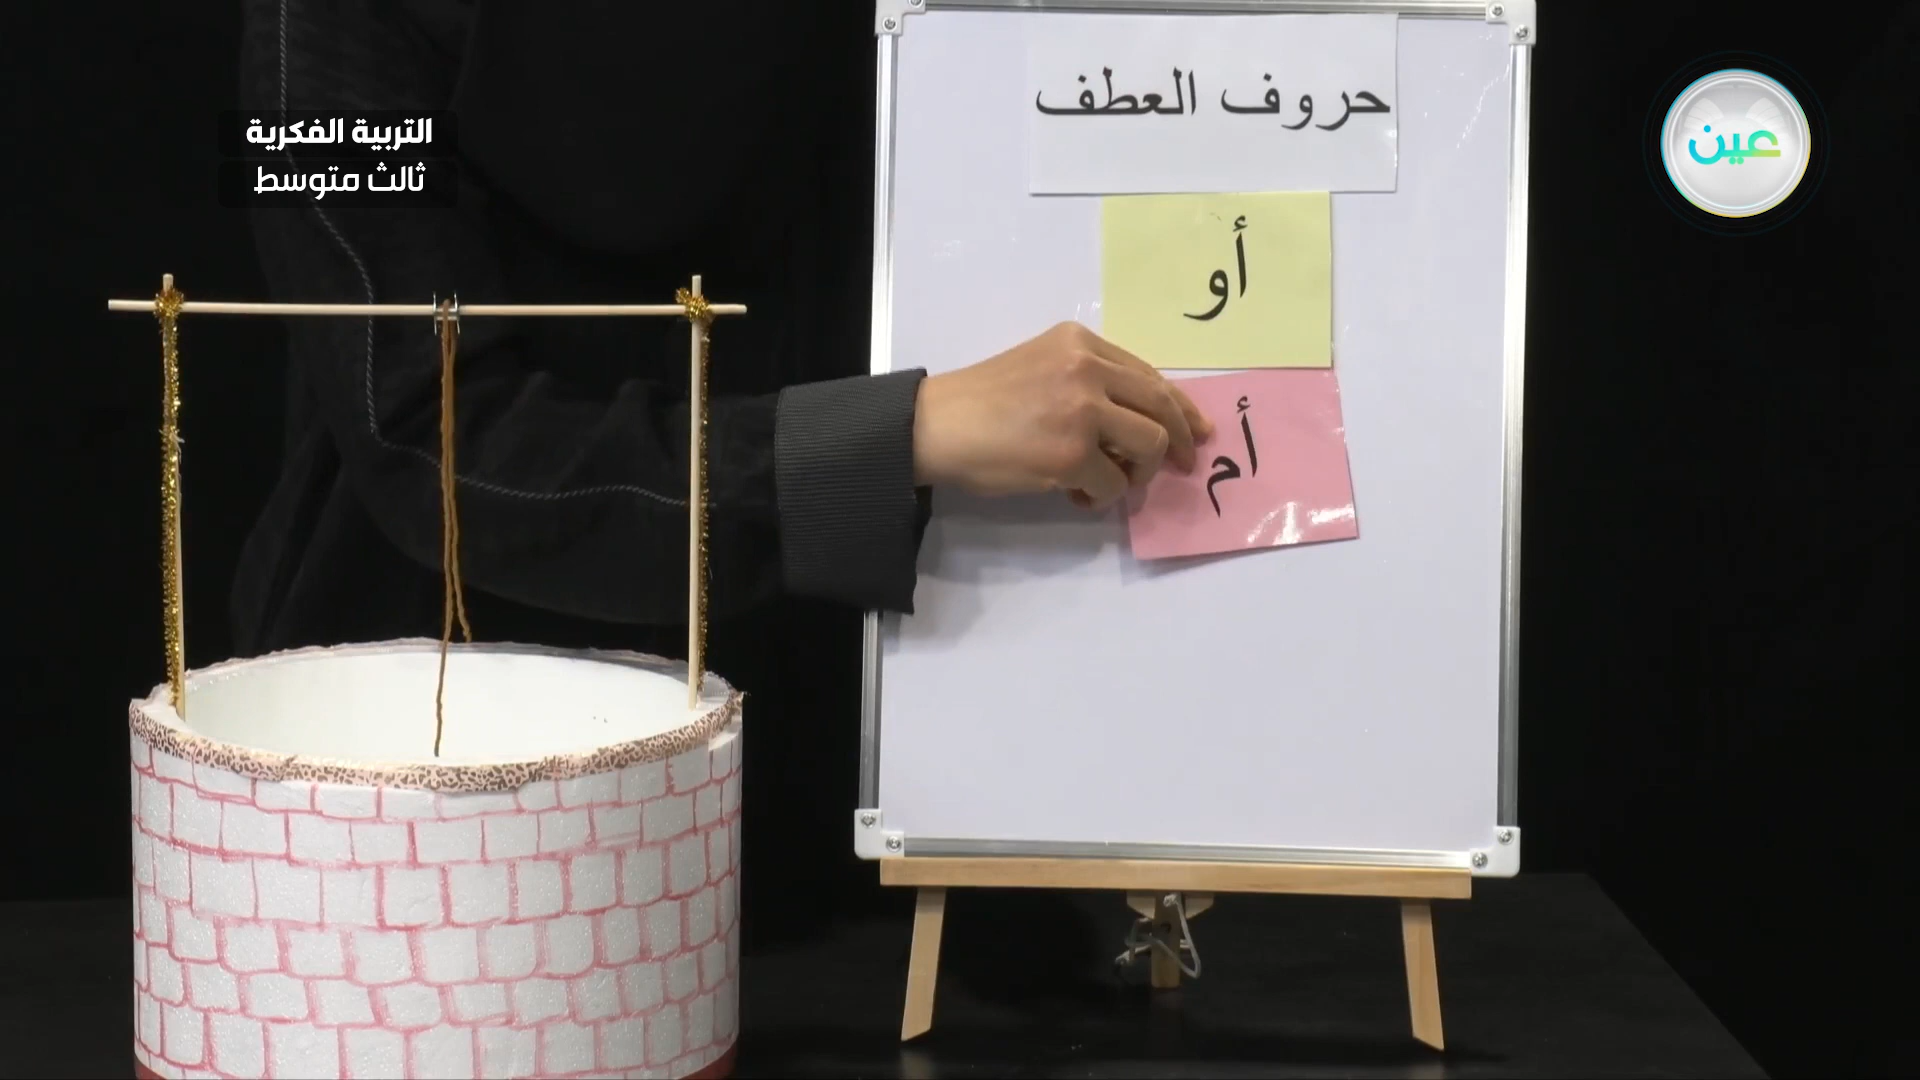 التربية الفكرية
ثالث متوسط
حروف العطف
أو
أم
عين